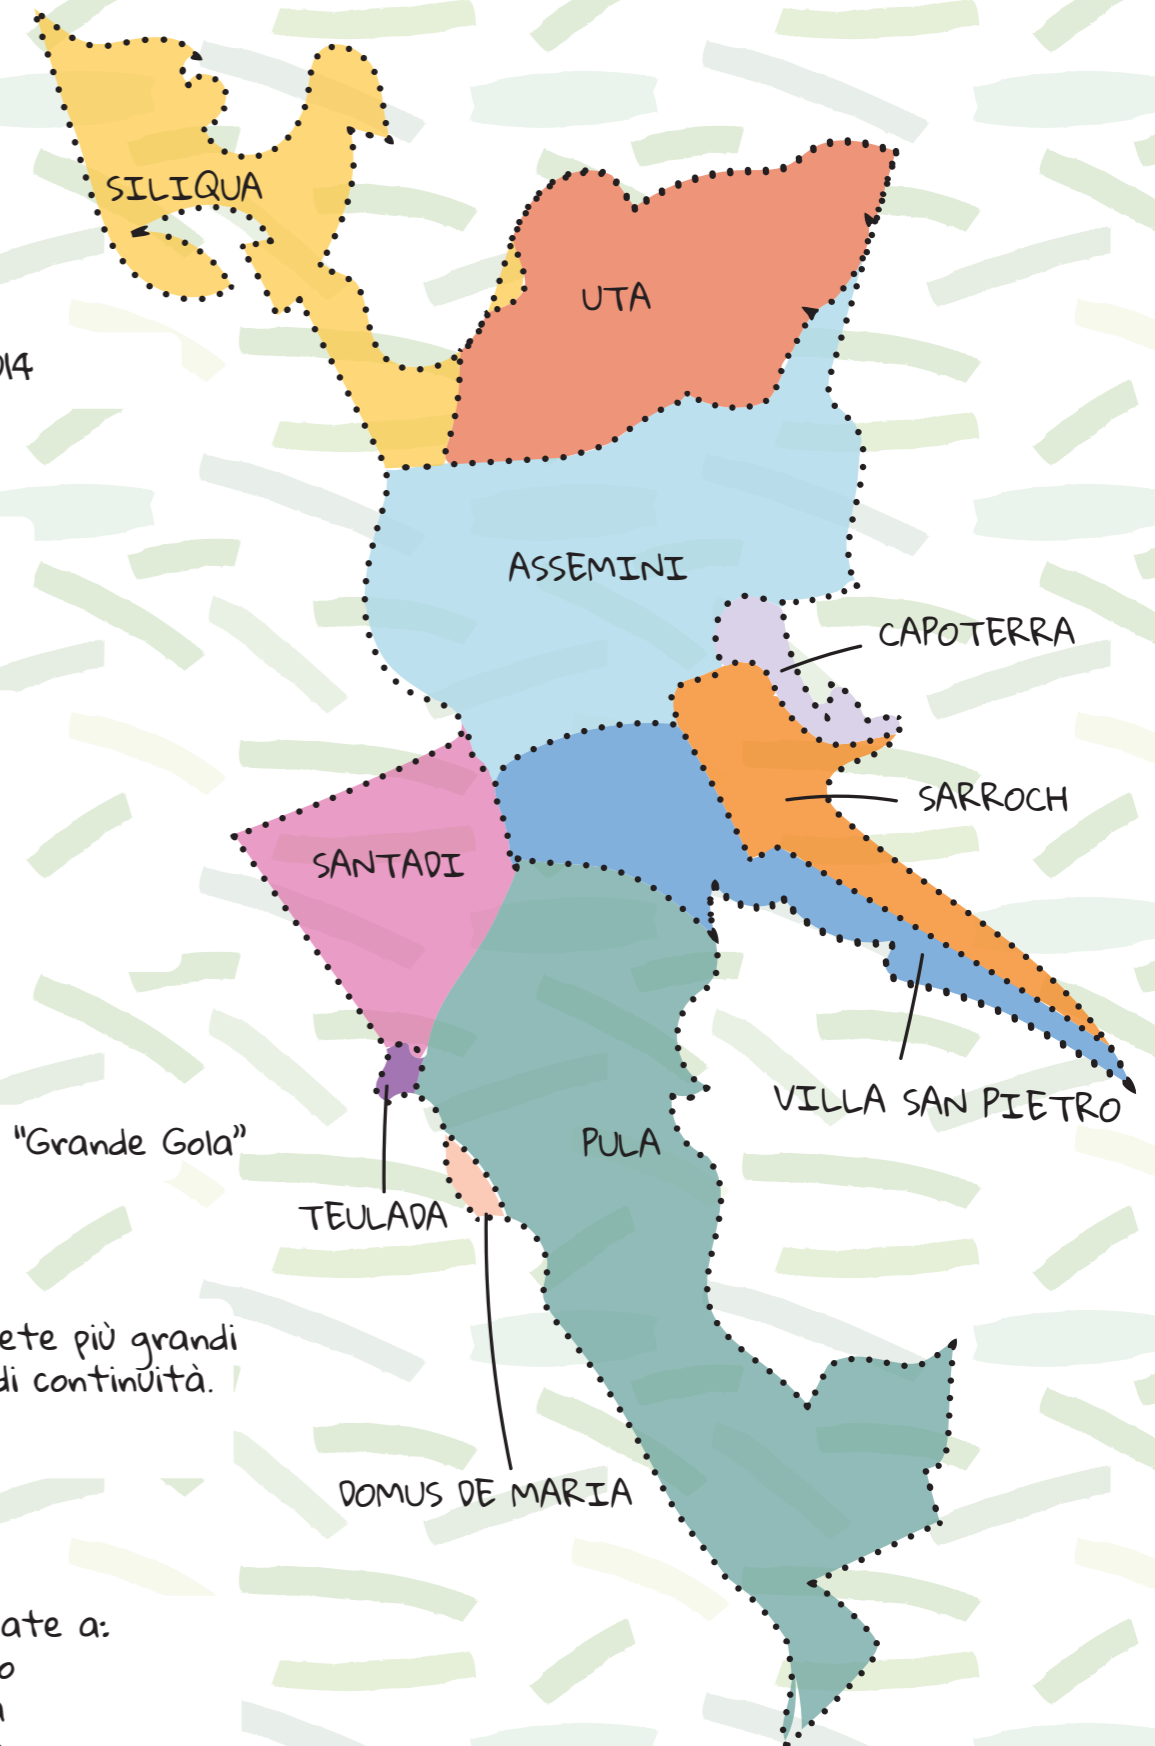 SILIQUA
UTA
014
ASSEMINI
CAPOTERRA
SARROCH
SANTADI
VILLA SAN PIETRO
"Grande Gola"
PULA
TEULADA
ete più grandi
di continuità.
DOMUS DE MARIA
ate a:
o
a